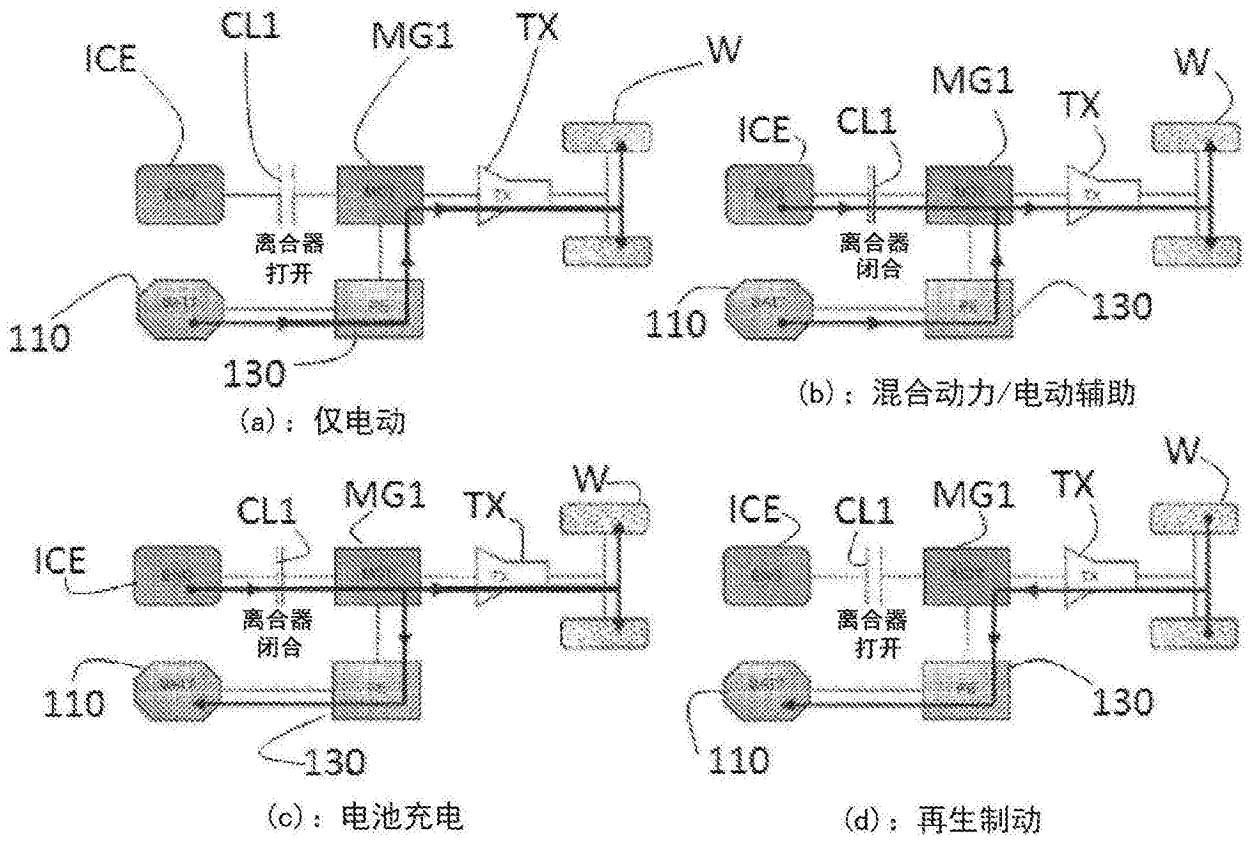 ICE
CL1
MG1
TX
W
TX
离合器
打开
110
130
(a): 仅电动
ICE
CL1
MG1
TX
W
TX
离合器
闭合
110
130
(b): 混合动力/电动辅助
ICE
CL1
MG1
TX
W
离合器
闭合
110
130
(c): 电池充电
ICE
CL1
MG1
TX
W
TX
离合器
打开
110
130
(d): 再生制动